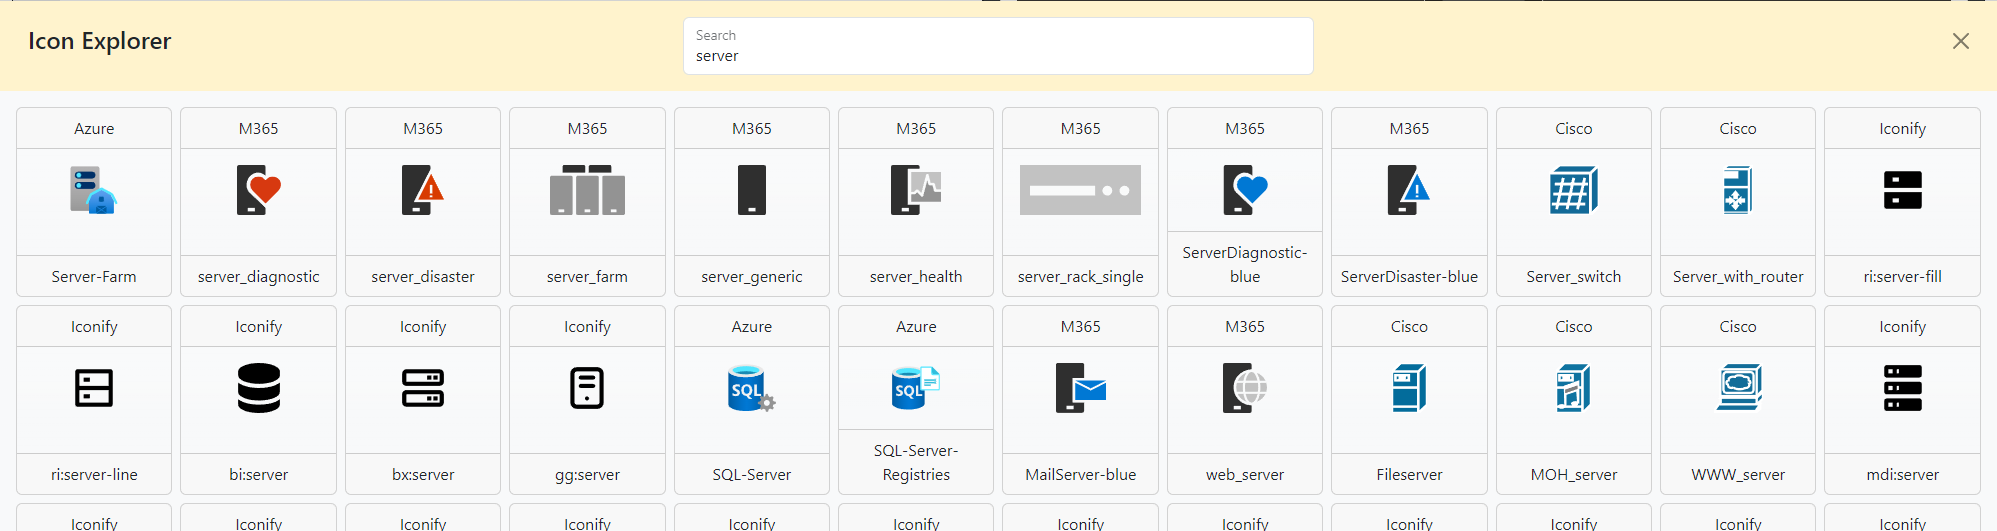 Icon Explorer
Search
server
Azure
M365
M365
M365
M365
M365
M365
M365
M365
Cisco
Cisco
Iconify
Server-Farm
server_diagnostic
server_disaster
server_farm
server_generic
server_health
server_rack_single
ServerDiagnostic-
blue
ServerDisaster-blue
Server_switch
Server_with_router
ri:server-fill
Iconify
Iconify
Iconify
Iconify
Azure
Azure
M365
M365
Cisco
Cisco
Cisco
Iconify
SQL
SQL
ri:server-line
bi:server
bx:server
gg:server
SQL-Server
SQL-Server-
Registries
MailServer-blue
web_server
Fileserver
MOH_server
WWW_server
mdi:server
Iconify
Iconify
Iconify
Iconify
Iconify
Iconify
Iconify
Iconify
Iconify
Iconify
Iconify
Iconify